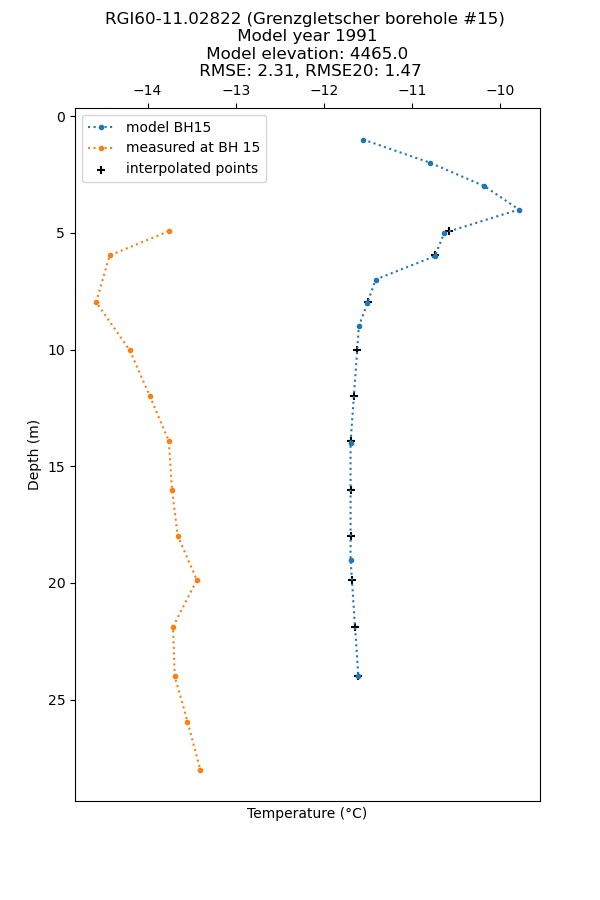 RGI60-11.02822 (Grenzgletscher borehole #15)
Model year 1991
Model elevation: 4465.0
RMSE: 2.31, RMSE20: 1.47
−14 −13 −12 −11 −10
model BH15
measured at BH 15
interpolated points
0
5
10
15
20
25
Depth (m)
Temperature (°C)